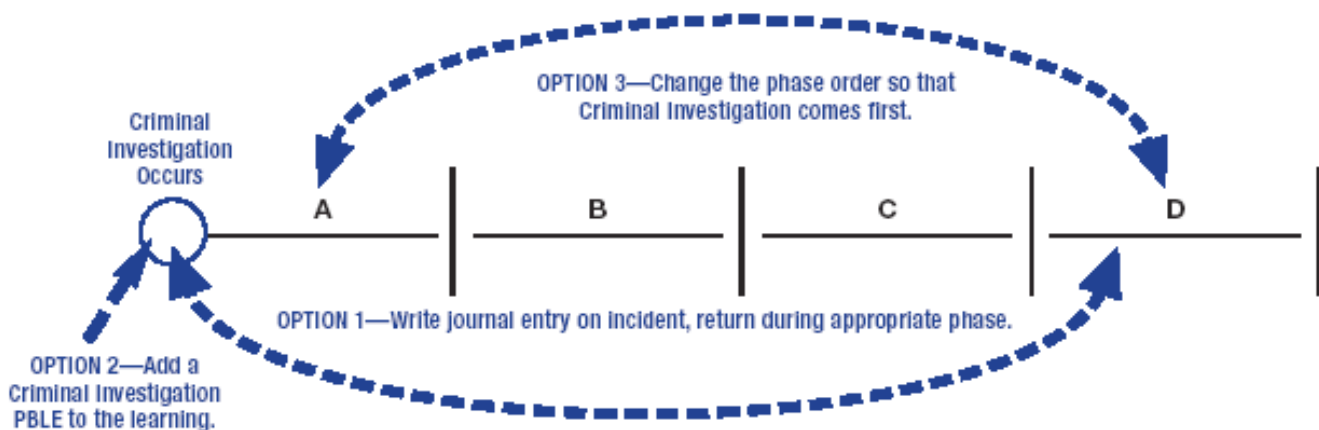 OPTION 3—Change the phase order so that
Criminal Investigation comes first.
Criminal
Investigation
Occurs
A
B
C
D
OPTION 1—Write journal entry on incident, return during appropriate phase.
OPTION 2—Add a
Criminal Investigation
PBLE to the learning.